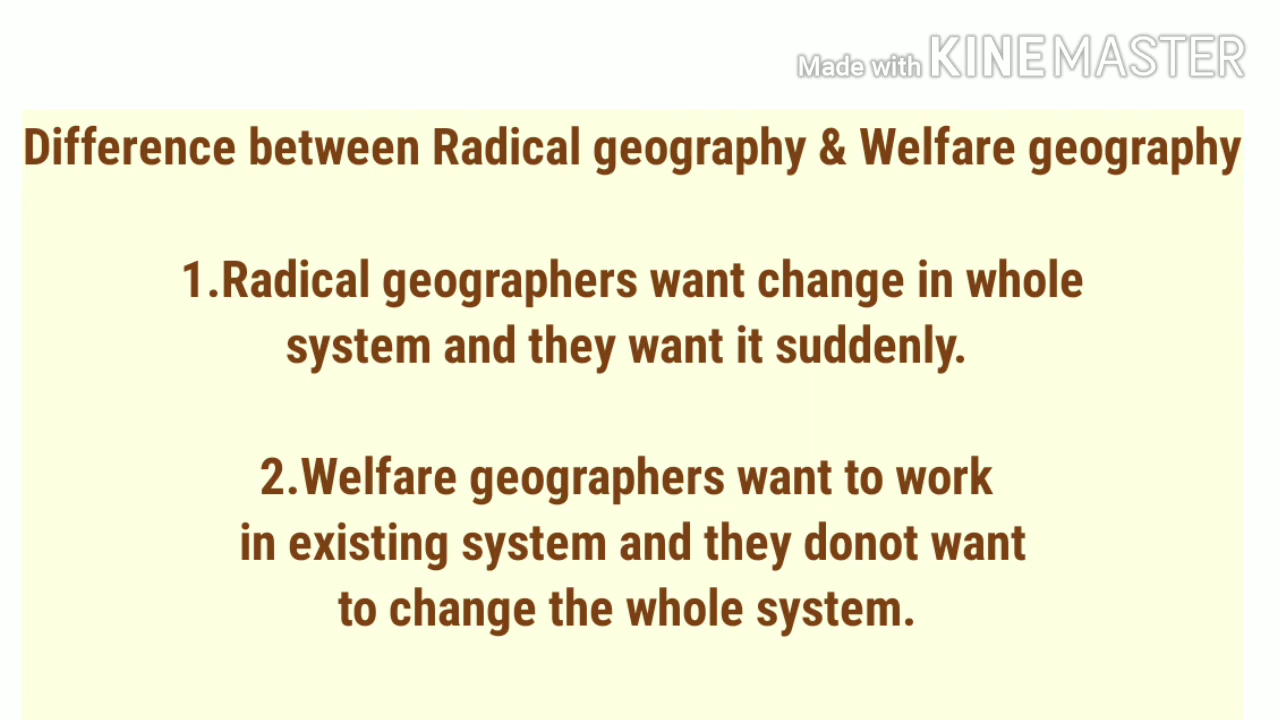 Made with KINEMASTER
Difference between Radical geography & Welfare geography
1.Radical geographers want change in whole
system and they want it suddenly.
2.Welfare geographers want to work
in existing system and they donot want
to change the whole system.